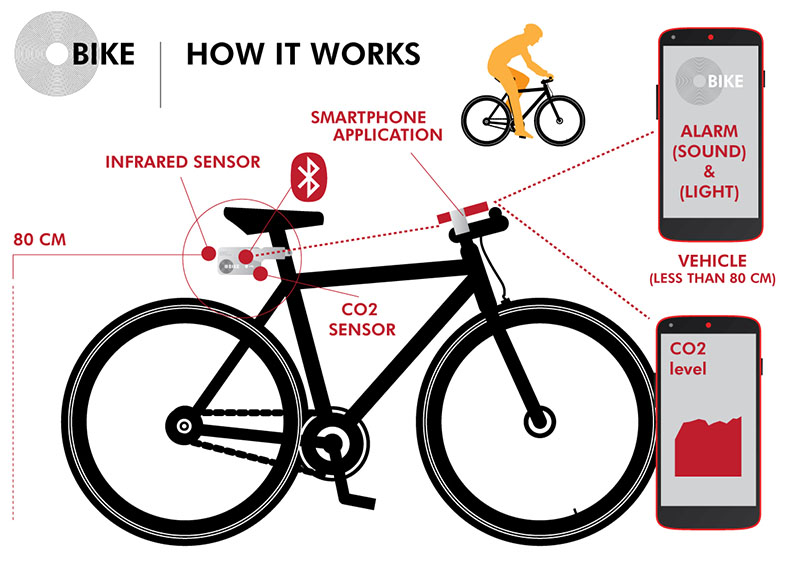 BIKE
HOW IT WORKS
SMARTPHONE
APPLICATION
INFRARED SENSOR
80 CM
BIKE
CO2
SENSOR
BIKE
ALARM
(SOUND)
&
(LIGHT)
VEHICLE
(LESS THAN 80 CM)
CO2
level